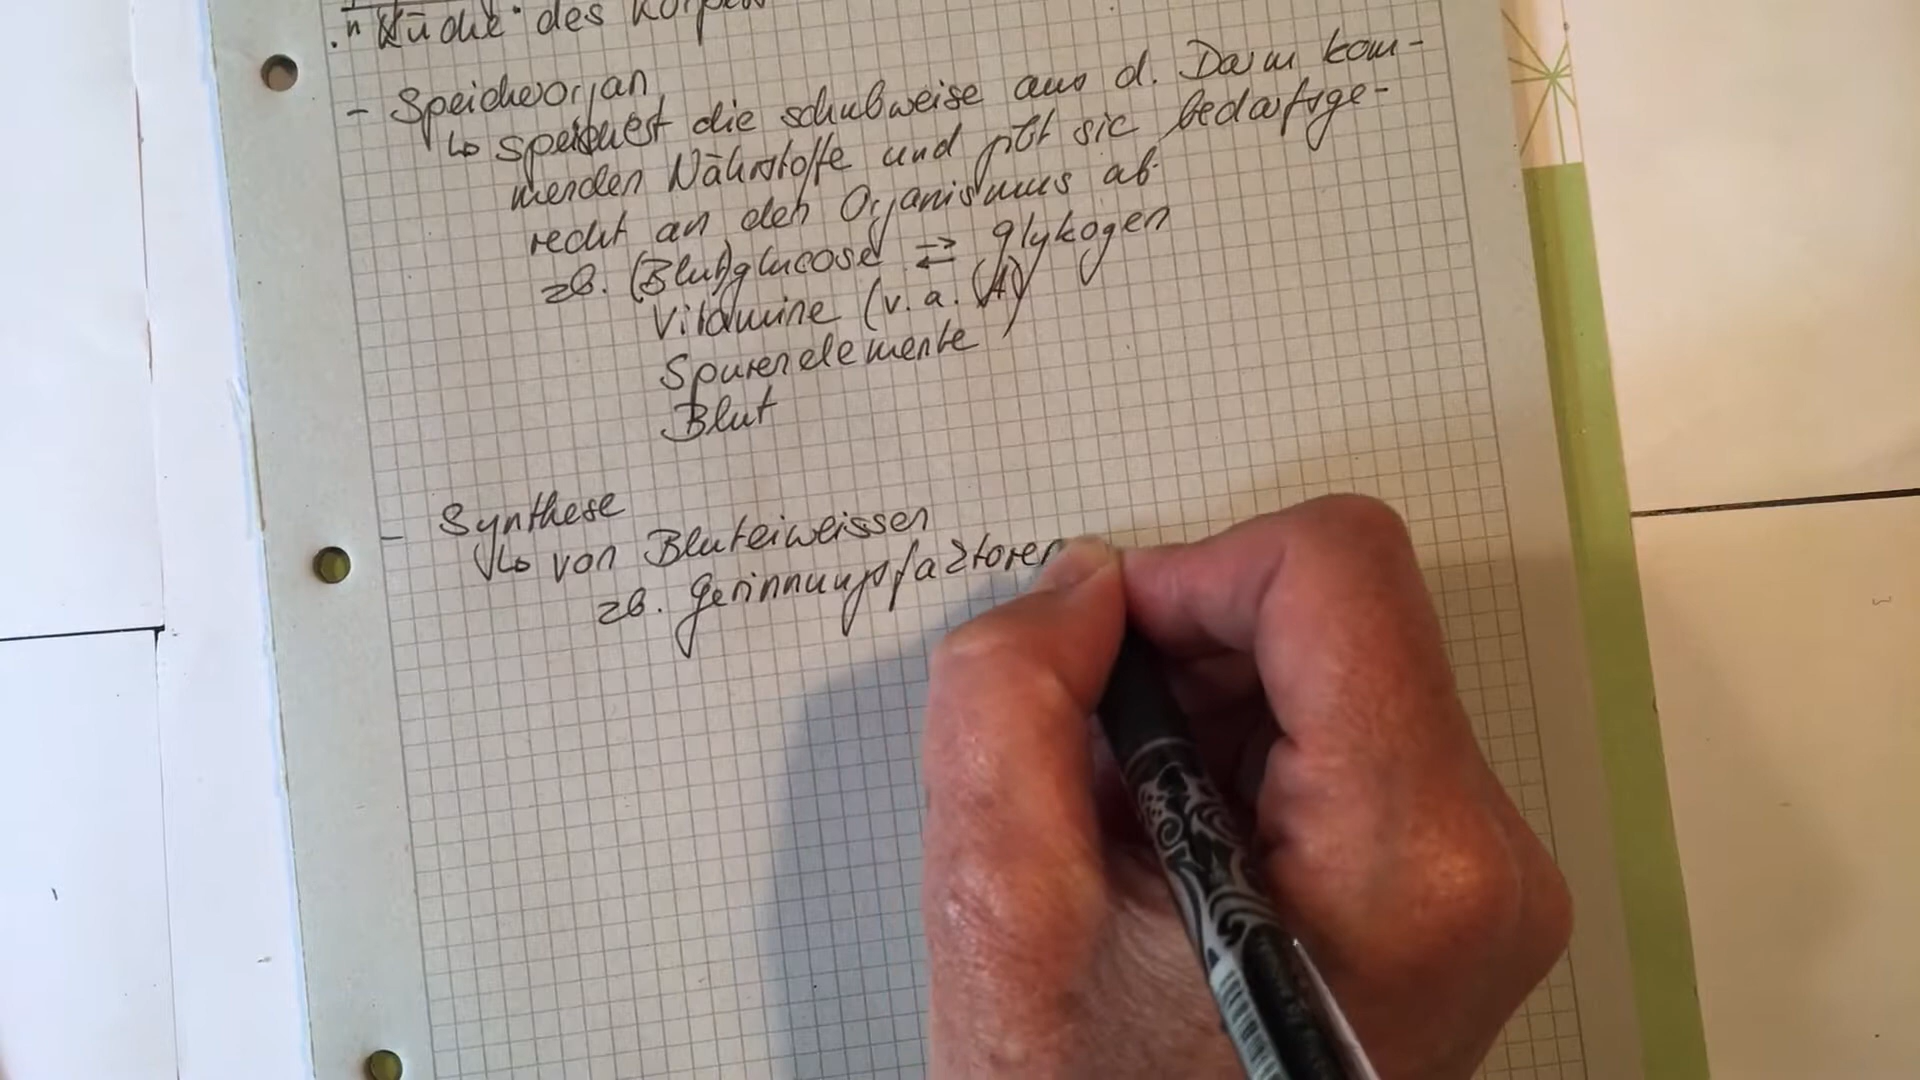 "Küche" des Körpers
- Speicherorgan
↳ speichert die schubweise aus d. Darm kom-
menden Nährstoffe und gibt sie bedarfsge-
recht an den Organismus ab.
zB. (Blut)glucose ⇄ Glykogen
Vitamine (v. a. A)
Spurenelemente
Blut
- Synthese
↳ von Bluteiweissen
zB. Gerinnungsfaktoren